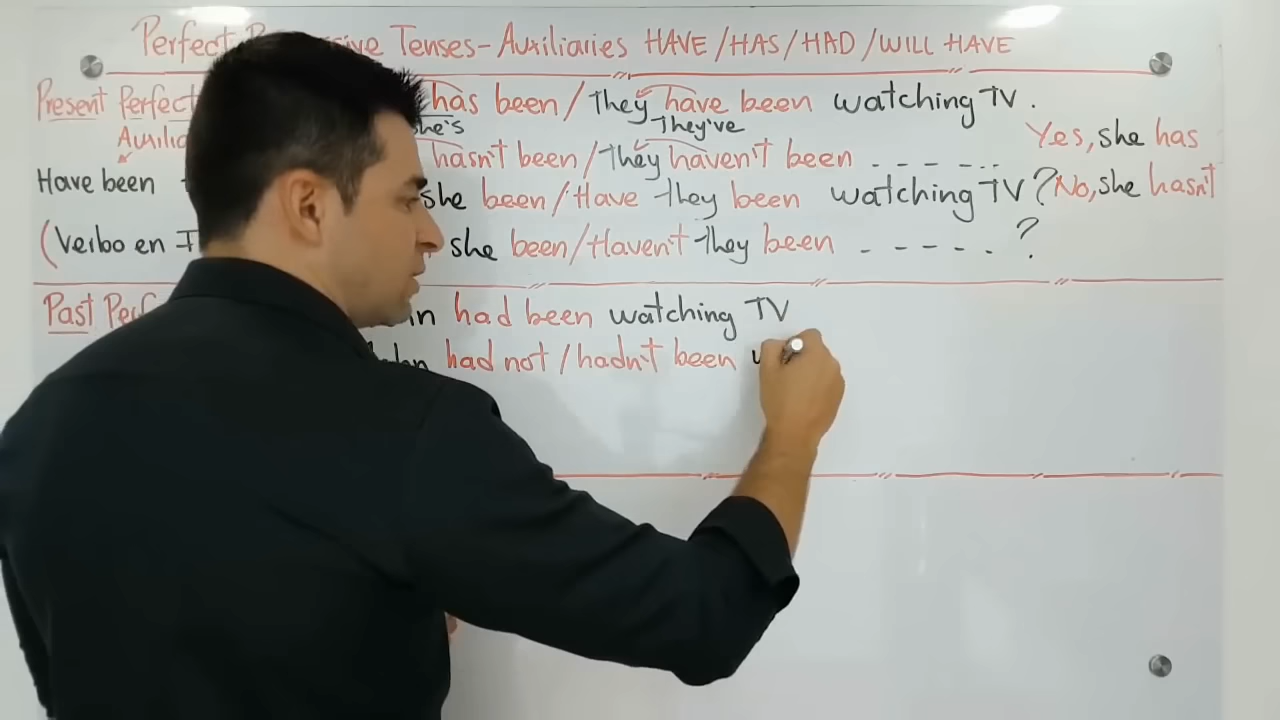 Perfect Tenses - Auxiliaries HAVE / HAS / HAD / WILL HAVE
Present Perfect has been / They have been watching TV.
she's They've
Yes, she has
hasn't been / They haven't been _ _ _ _ _
Have been she been / Have they been watching TV? No, she hasn't
(Verbo en she been / Haven't they been _ _ _ _ _ ?
Past had been watching TV
had not / hadn't been